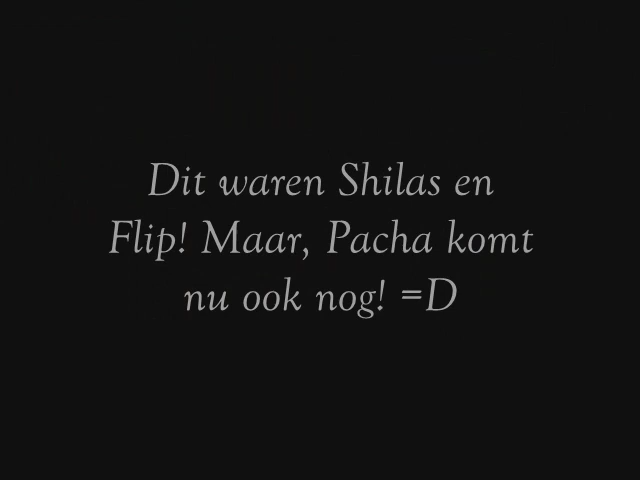 Dit waren Shilas en
Flip! Maar, Pacha komt
nu ook nog! =D